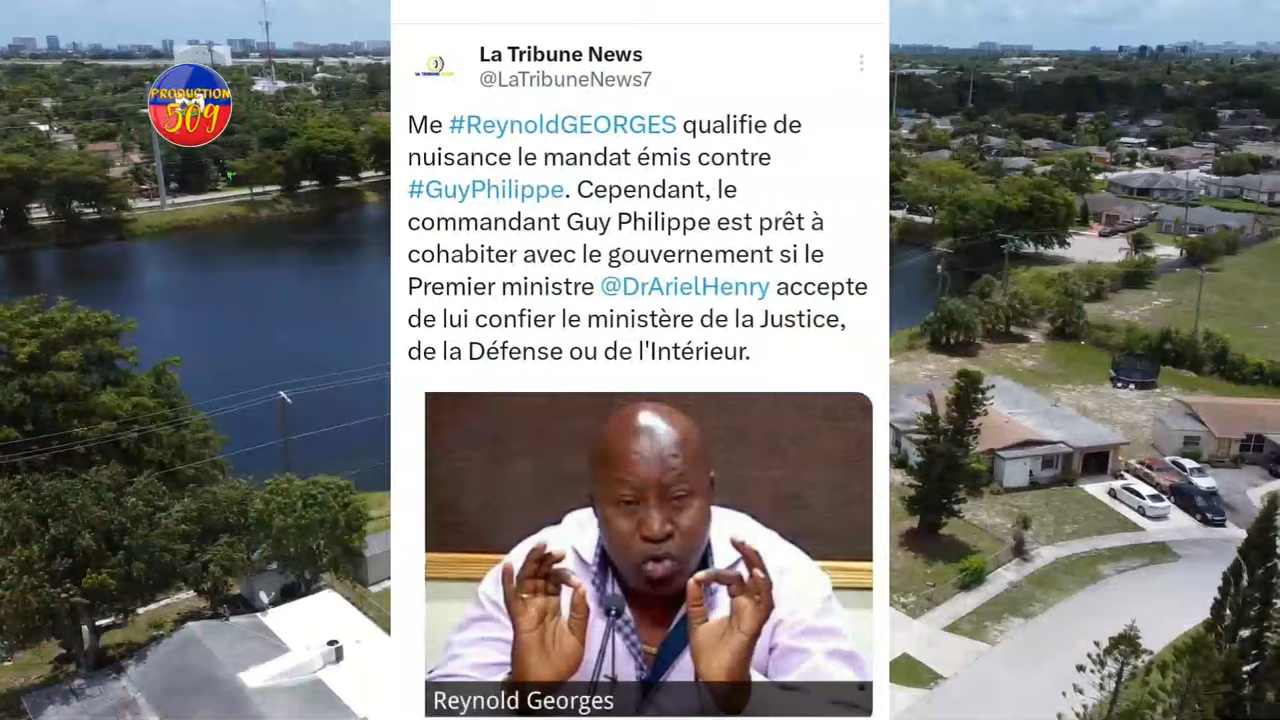 PRODUCTION
509
La Tribune News
@LaTribuneNews7
Me #ReynoldGEORGES qualifie de
nuisance le mandat émis contre
#GuyPhilippe. Cependant, le
commandant Guy Philippe est prêt à
cohabiter avec le gouvernement si le
Premier ministre @DrArielHenry accepte
de lui confier le ministère de la Justice,
de la Défense ou de l'Intérieur.
Reynold Georges